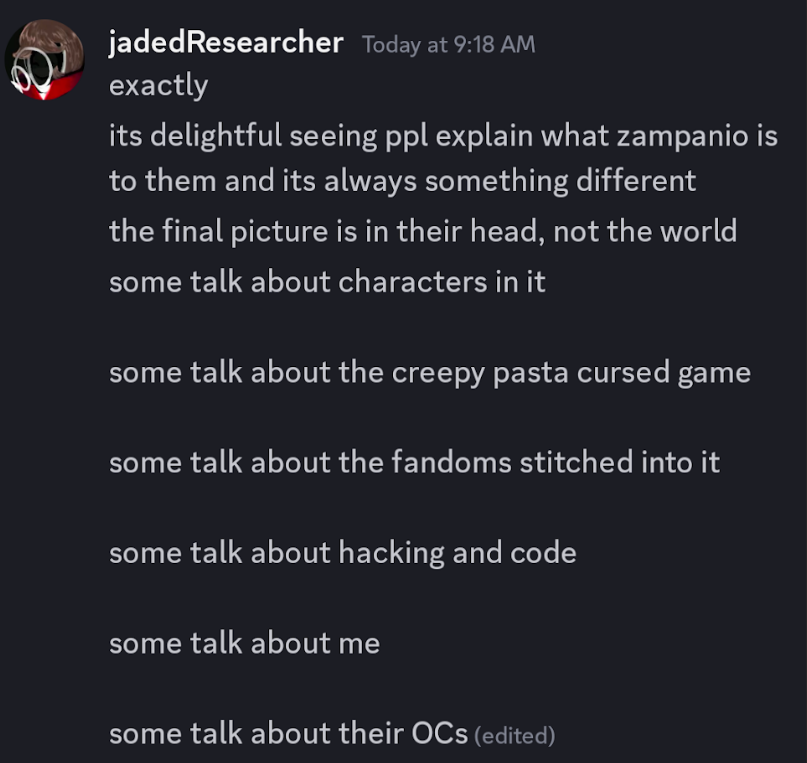 jadedResearcher Today at 9:18 AM
exactly
its delightful seeing ppl explain what zampanio is
to them and its always something different
the final picture is in their head, not the world
some talk about characters in it
some talk about the creepy pasta cursed game
some talk about the fandoms stitched into it
some talk about hacking and code
some talk about me
some talk about their OCs (edited)